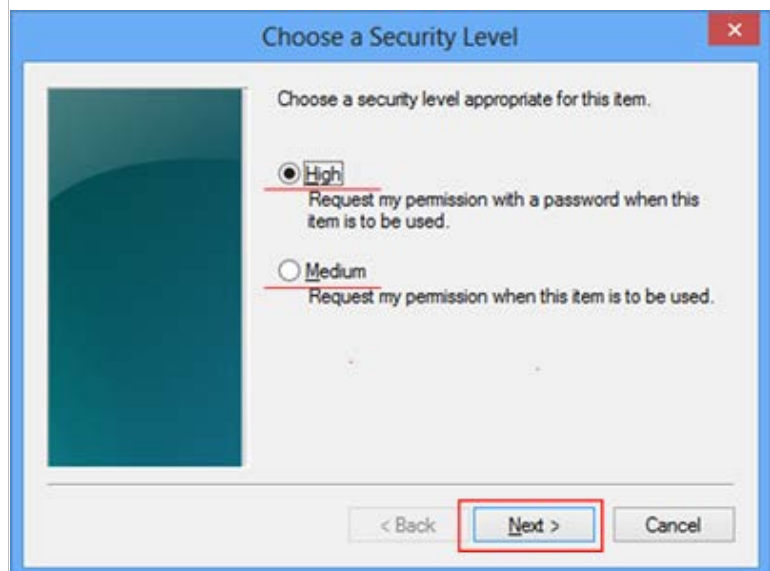 Choose a Security Level
Choose a security level appropriate for this item.
High
Request my permission with a password when this
item is to be used.
Medium
Request my permission when this item is to be used.
< Back
Next >
Cancel